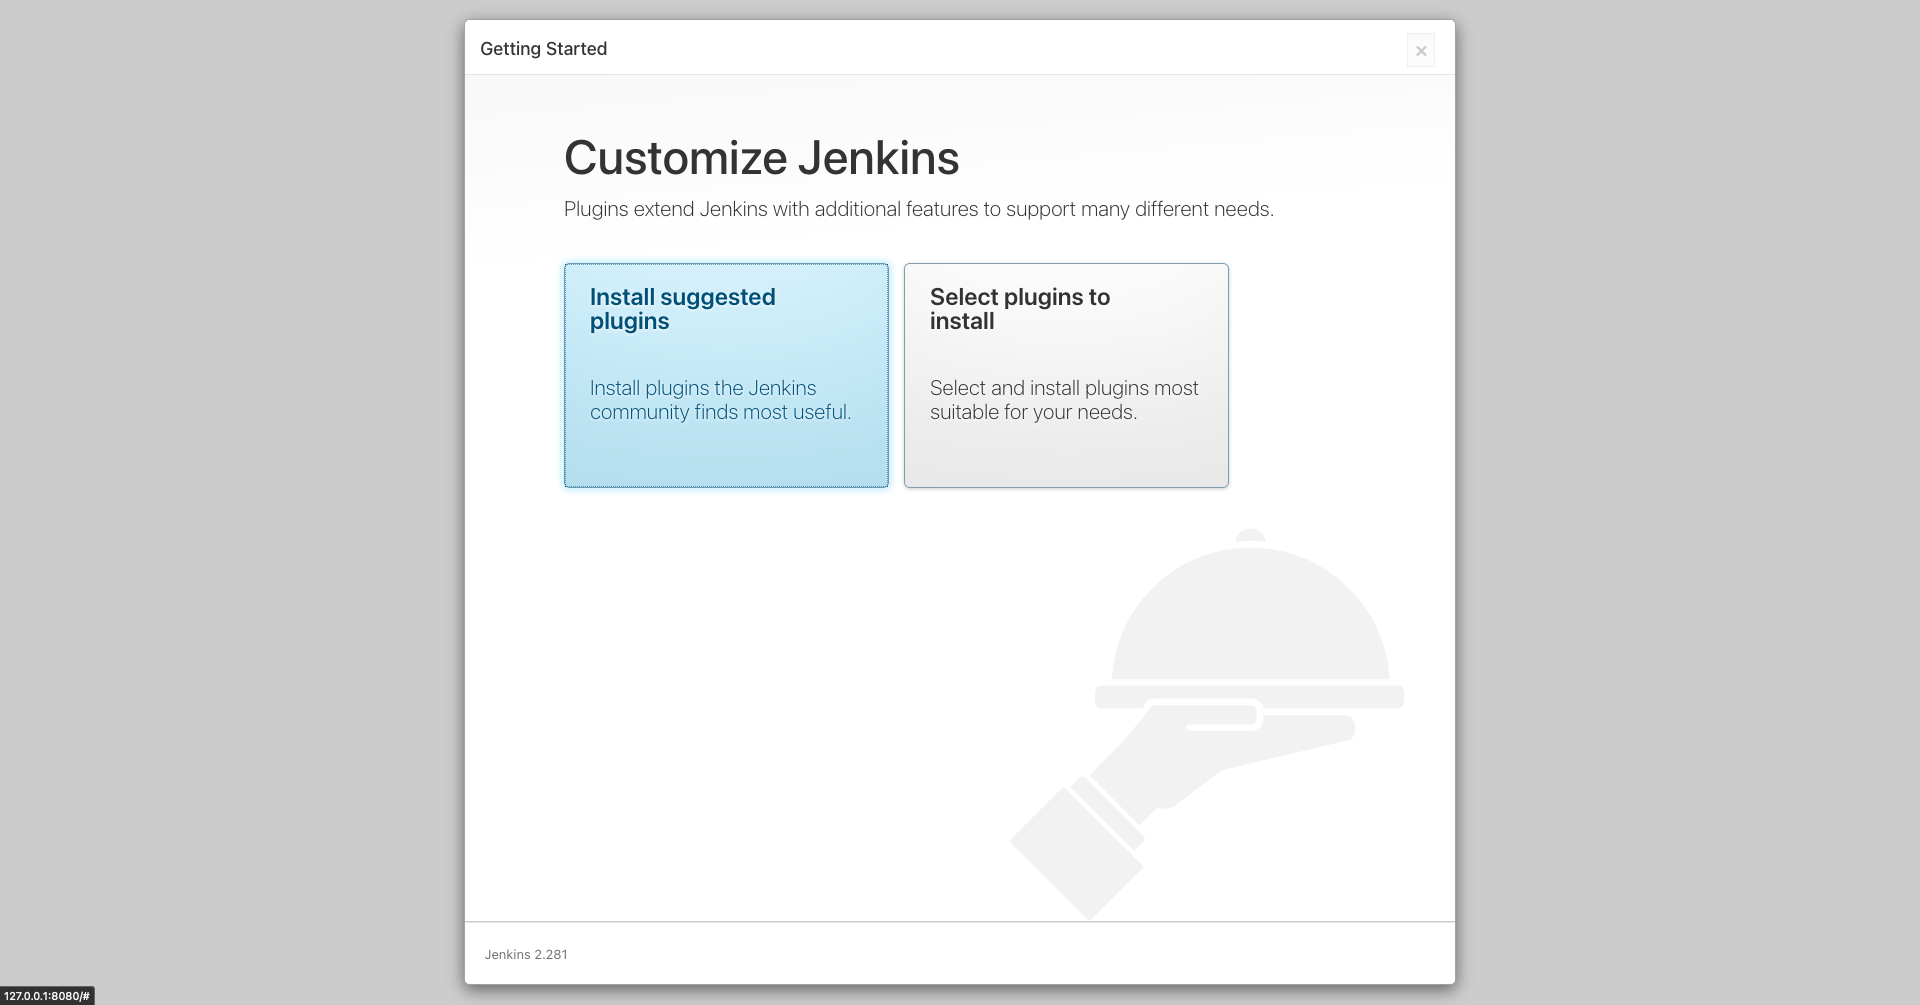 Getting Started
×
Customize Jenkins
Plugins extend Jenkins with additional features to support many different needs.
Install suggested
plugins
Install plugins the Jenkins
community finds most useful.
Select plugins to
install
Select and install plugins most
suitable for your needs.
Jenkins 2.281
127.0.0.1:8080/#